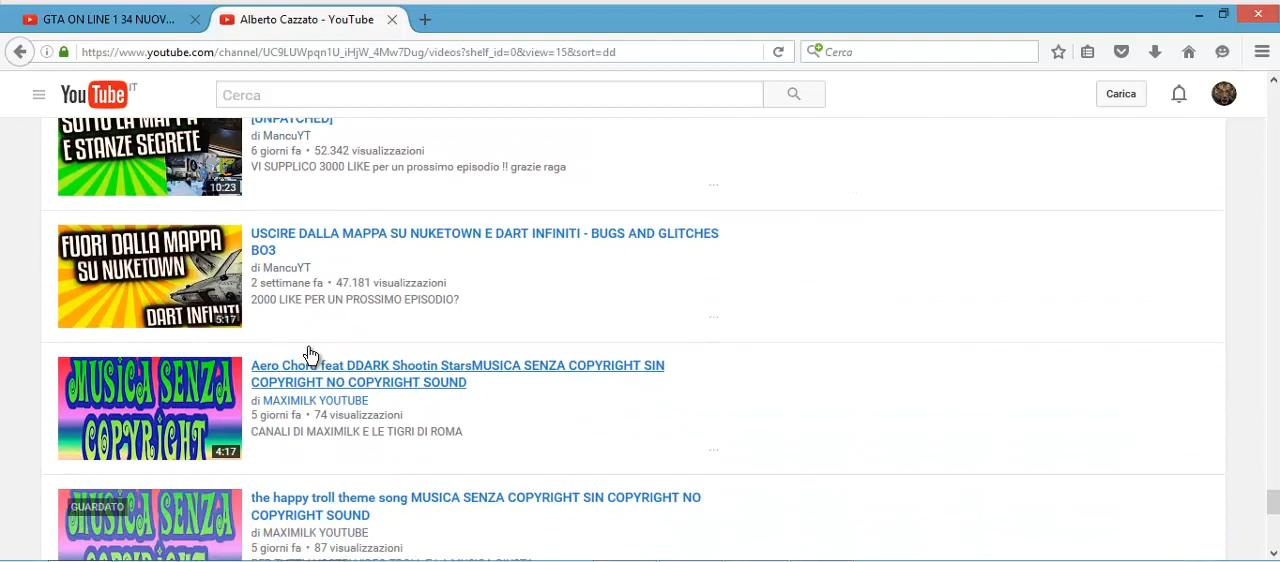 GTA ON LINE 1 34 NUOV...
Alberto Cazzato - YouTube
https://www.youtube.com/channel/UC9LUWpqn1U_iHjW_4Mw7Dug/videos?shelf_id=0&view=15&sort=dd
Cerca
YouTube IT
Cerca
Carica
SOTTO LA MAPPA
E STANZE SEGRETE
10:23
[UNPATCHED]
di MancuYT
6 giorni fa • 52.342 visualizzazioni
VI SUPPLICO 3000 LIKE per un prossimo episodio !! grazie raga
...
FUORI DALLA MAPPA
SU NUKETOWN
DART INFINITI
5:17
USCIRE DALLA MAPPA SU NUKETOWN E DART INFINITI - BUGS AND GLITCHES
BO3
di MancuYT
2 settimane fa • 47.181 visualizzazioni
2000 LIKE PER UN PROSSIMO EPISODIO?
...
MUSICA SENZA
COPYRIGHT
4:17
Aero Chord feat DDARK Shootin StarsMUSICA SENZA COPYRIGHT SIN
COPYRIGHT NO COPYRIGHT SOUND
di MAXIMILK YOUTUBE
5 giorni fa • 74 visualizzazioni
CANALI DI MAXIMILK E LE TIGRI DI ROMA
...
GUARDATO
MUSICA SENZA
COPYRIGHT
the happy troll theme song MUSICA SENZA COPYRIGHT SIN COPYRIGHT NO
COPYRIGHT SOUND
di MAXIMILK YOUTUBE
5 giorni fa • 87 visualizzazioni